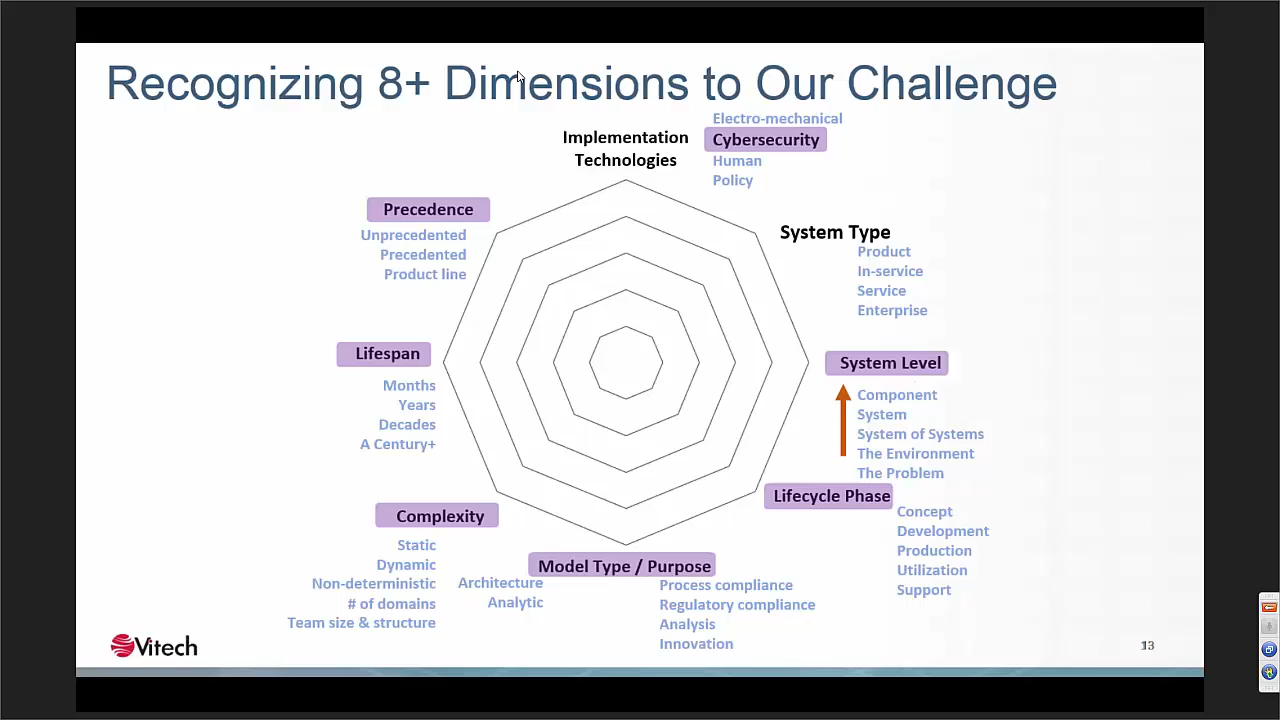 Recognizing 8+ Dimensions to Our Challenge
Implementation
Technologies
Electro-mechanical
Cybersecurity
Human
Policy
Precedence
Unprecedented
Precedented
Product line
System Type
Product
In-service
Service
Enterprise
Lifespan
Months
Years
Decades
A Century+
System Level
Component
System
System of Systems
The Environment
The Problem
Lifecycle Phase
Concept
Development
Production
Utilization
Support
Complexity
Static
Dynamic
Non-deterministic
# of domains
Team size & structure
Model Type / Purpose
Architecture
Analytic
Process compliance
Regulatory compliance
Analysis
Innovation
Vitech
13